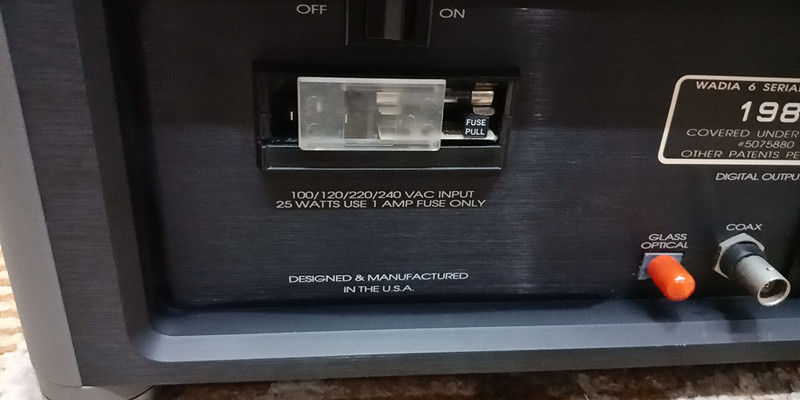 OFF
ON
FUSE
PULL
100/120/220/240 VAC INPUT
25 WATTS USE 1 AMP FUSE ONLY
DESIGNED & MANUFACTURED
IN THE U.S.A.
WADIA 6 SERIAL
198
COVERED UNDER
#5075880
OTHER PATENTS
DIGITAL OUTPU
GLASS
OPTICAL
COAX